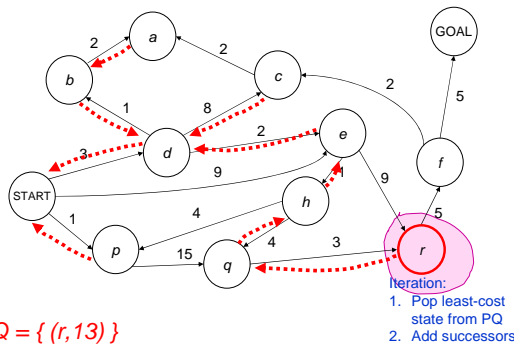 GOAL
a
2
b
2
c
2
1
8
5
d
2
e
3
9
f
START
1
9
h
4
5
1
p
4
3
r
15
q
Iteration:
1. Pop least-cost
state from PQ
2. Add successors
Q = { (r,13) }